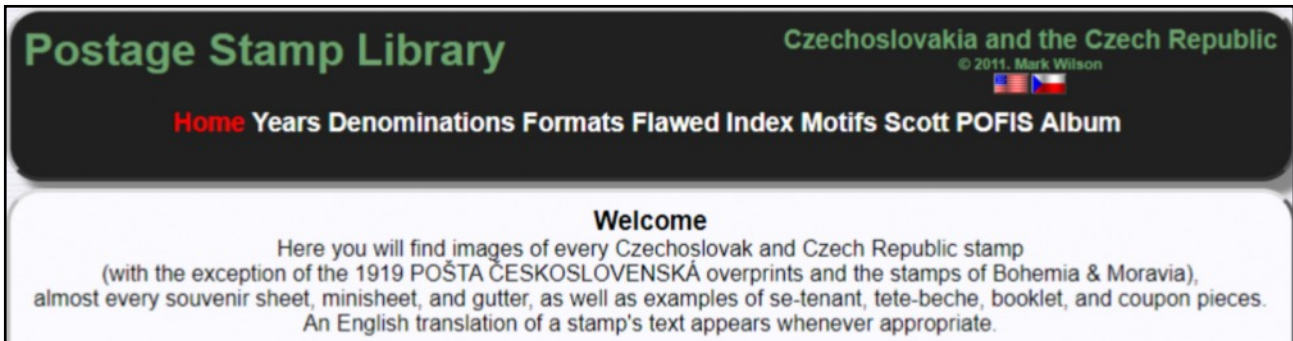 Postage Stamp Library
Czechoslovakia and the Czech Republic
© 2011. Mark Wilson
Home Years Denominations Formats Flawed Index Motifs Scott POFIS Album
Welcome
Here you will find images of every Czechoslovak and Czech Republic stamp
(with the exception of the 1919 POŠTA ČESKOSLOVENSKÁ overprints and the stamps of Bohemia & Moravia),
almost every souvenir sheet, minisheet, and gutter, as well as examples of se-tenant, tete-beche, booklet, and coupon pieces.
An English translation of a stamp's text appears whenever appropriate.